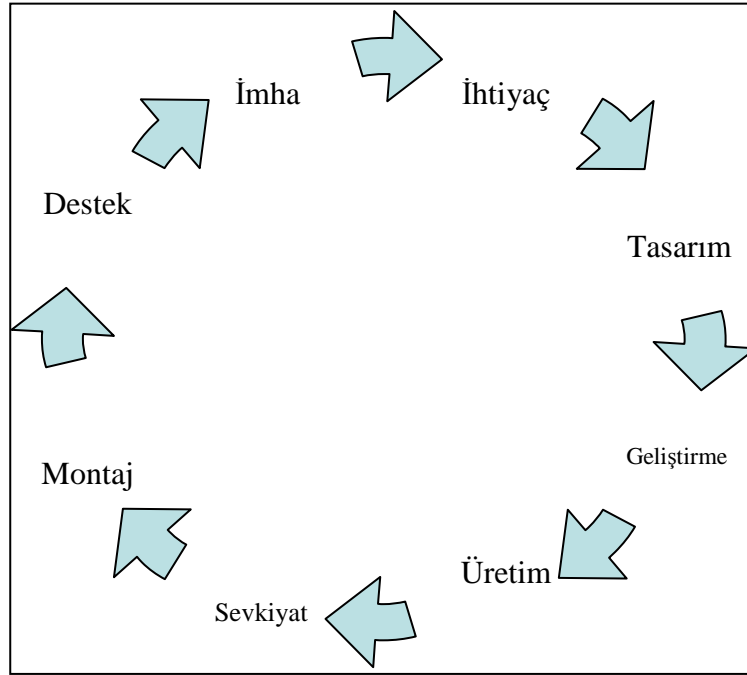 İmha
İhtiyaç
Tasarım
Geliştirme
Üretim
Sevkiyat
Montaj
Destek